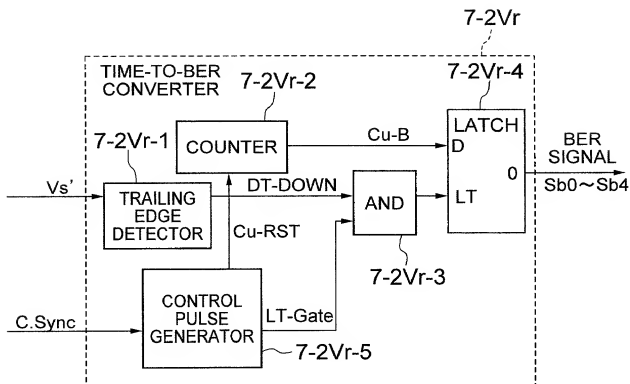 7-2Vr
TIME-TO-BER
CONVERTER
7-2Vr-2
7-2Vr-4
7-2Vr-1
COUNTER
Cu-B
LATCH
D
BER
SIGNAL
0
Sb0～Sb4
Vs'
TRAILING
EDGE
DETECTOR
DT-DOWN
AND
LT
Cu-RST
7-2Vr-3
C.Sync
CONTROL
PULSE
GENERATOR
LT-Gate
7-2Vr-5